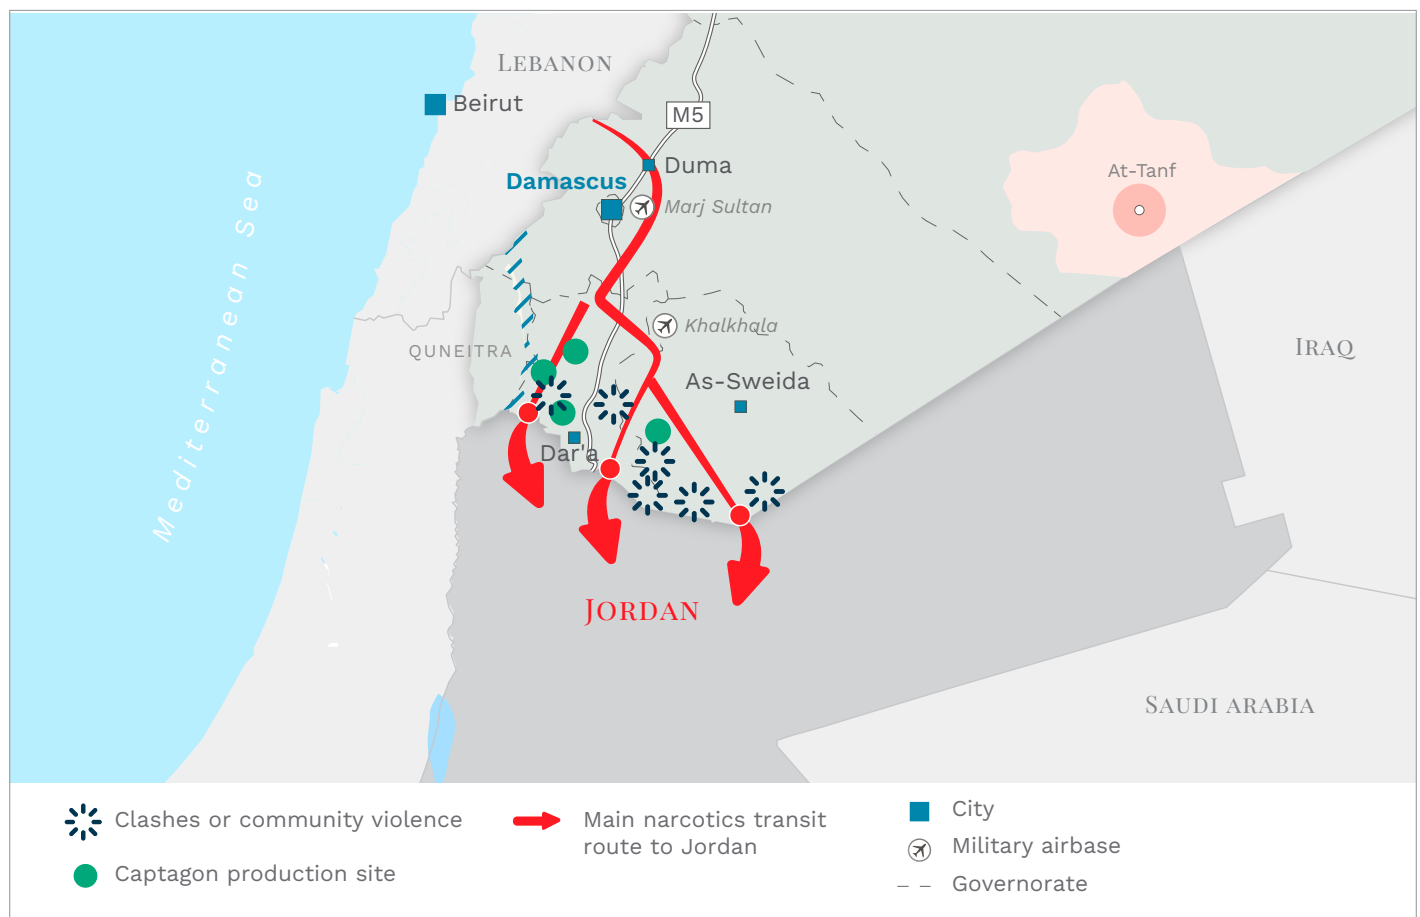 LEBANON
Beirut
M5
Duma
Damascus
Marj Sultan
At-Tanf
Mediterranean Sea
Khalkhala
QUNEITRA
IRAQ
As-Sweida
Dar'a
JORDAN
SAUDI ARABIA
Clashes or community violence
Captagon production site
Main narcotics transit
route to Jordan
City
Military airbase
Governorate